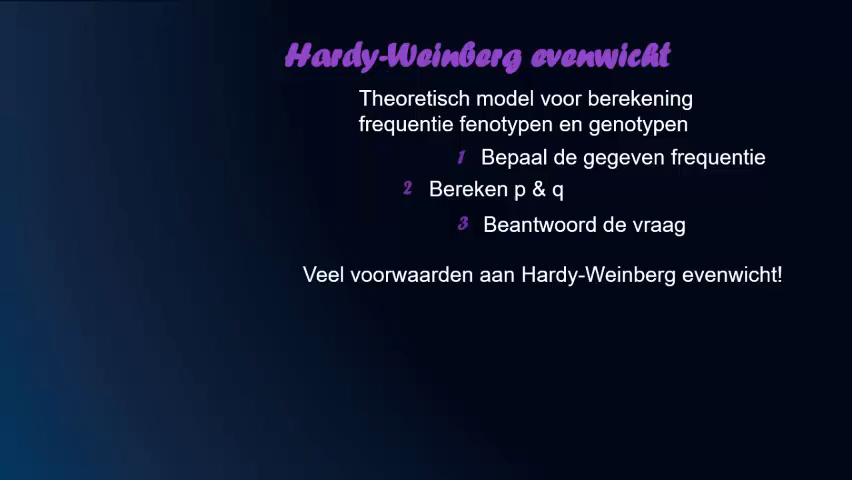 Hardy-Weinberg evenwicht
Theoretisch model voor berekening
frequentie fenotypen en genotypen
1 Bepaal de gegeven frequentie
2 Bereken p & q
3 Beantwoord de vraag
Veel voorwaarden aan Hardy-Weinberg evenwicht!